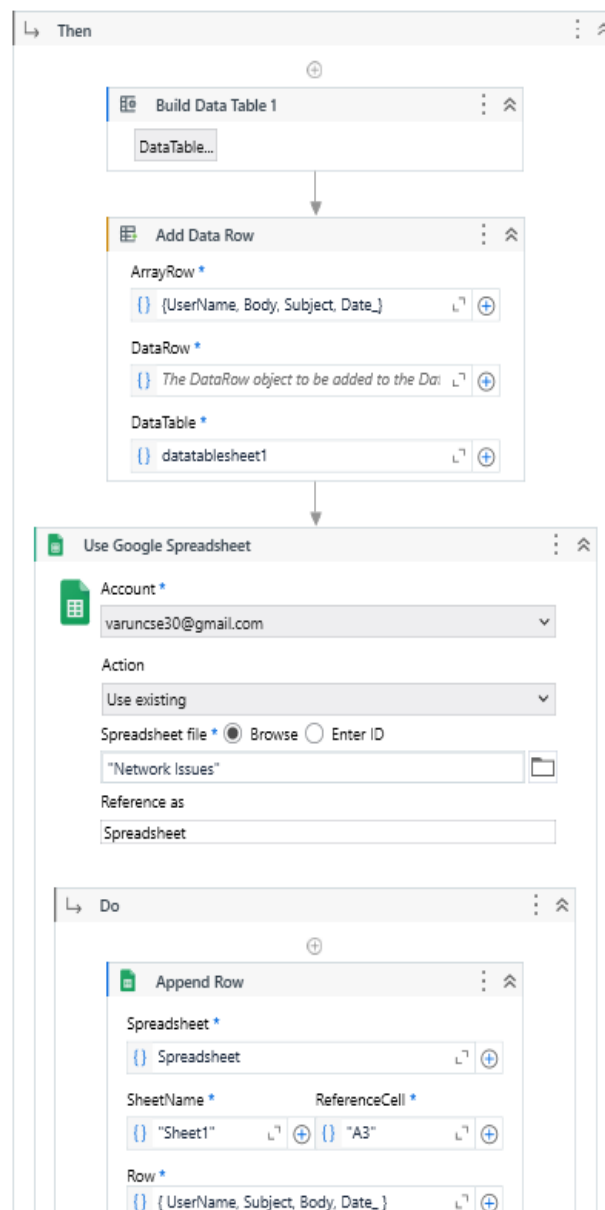 Then
Build Data Table 1
DataTable...
Add Data Row
ArrayRow *
{} {UserName, Body, Subject, Date_}
DataRow *
{} The DataRow object to be added to the Da
DataTable *
{} datatablesheet1
Use Google Spreadsheet
Account *
varuncse30@gmail.com
Action
Use existing
Spreadsheet file * Browse Enter ID
"Network Issues"
Reference as
Spreadsheet
Do
Append Row
Spreadsheet *
{} Spreadsheet
SheetName * ReferenceCell *
{} "Sheet1" {} "A3"
Row *
{} { UserName, Subject, Body, Date_ }